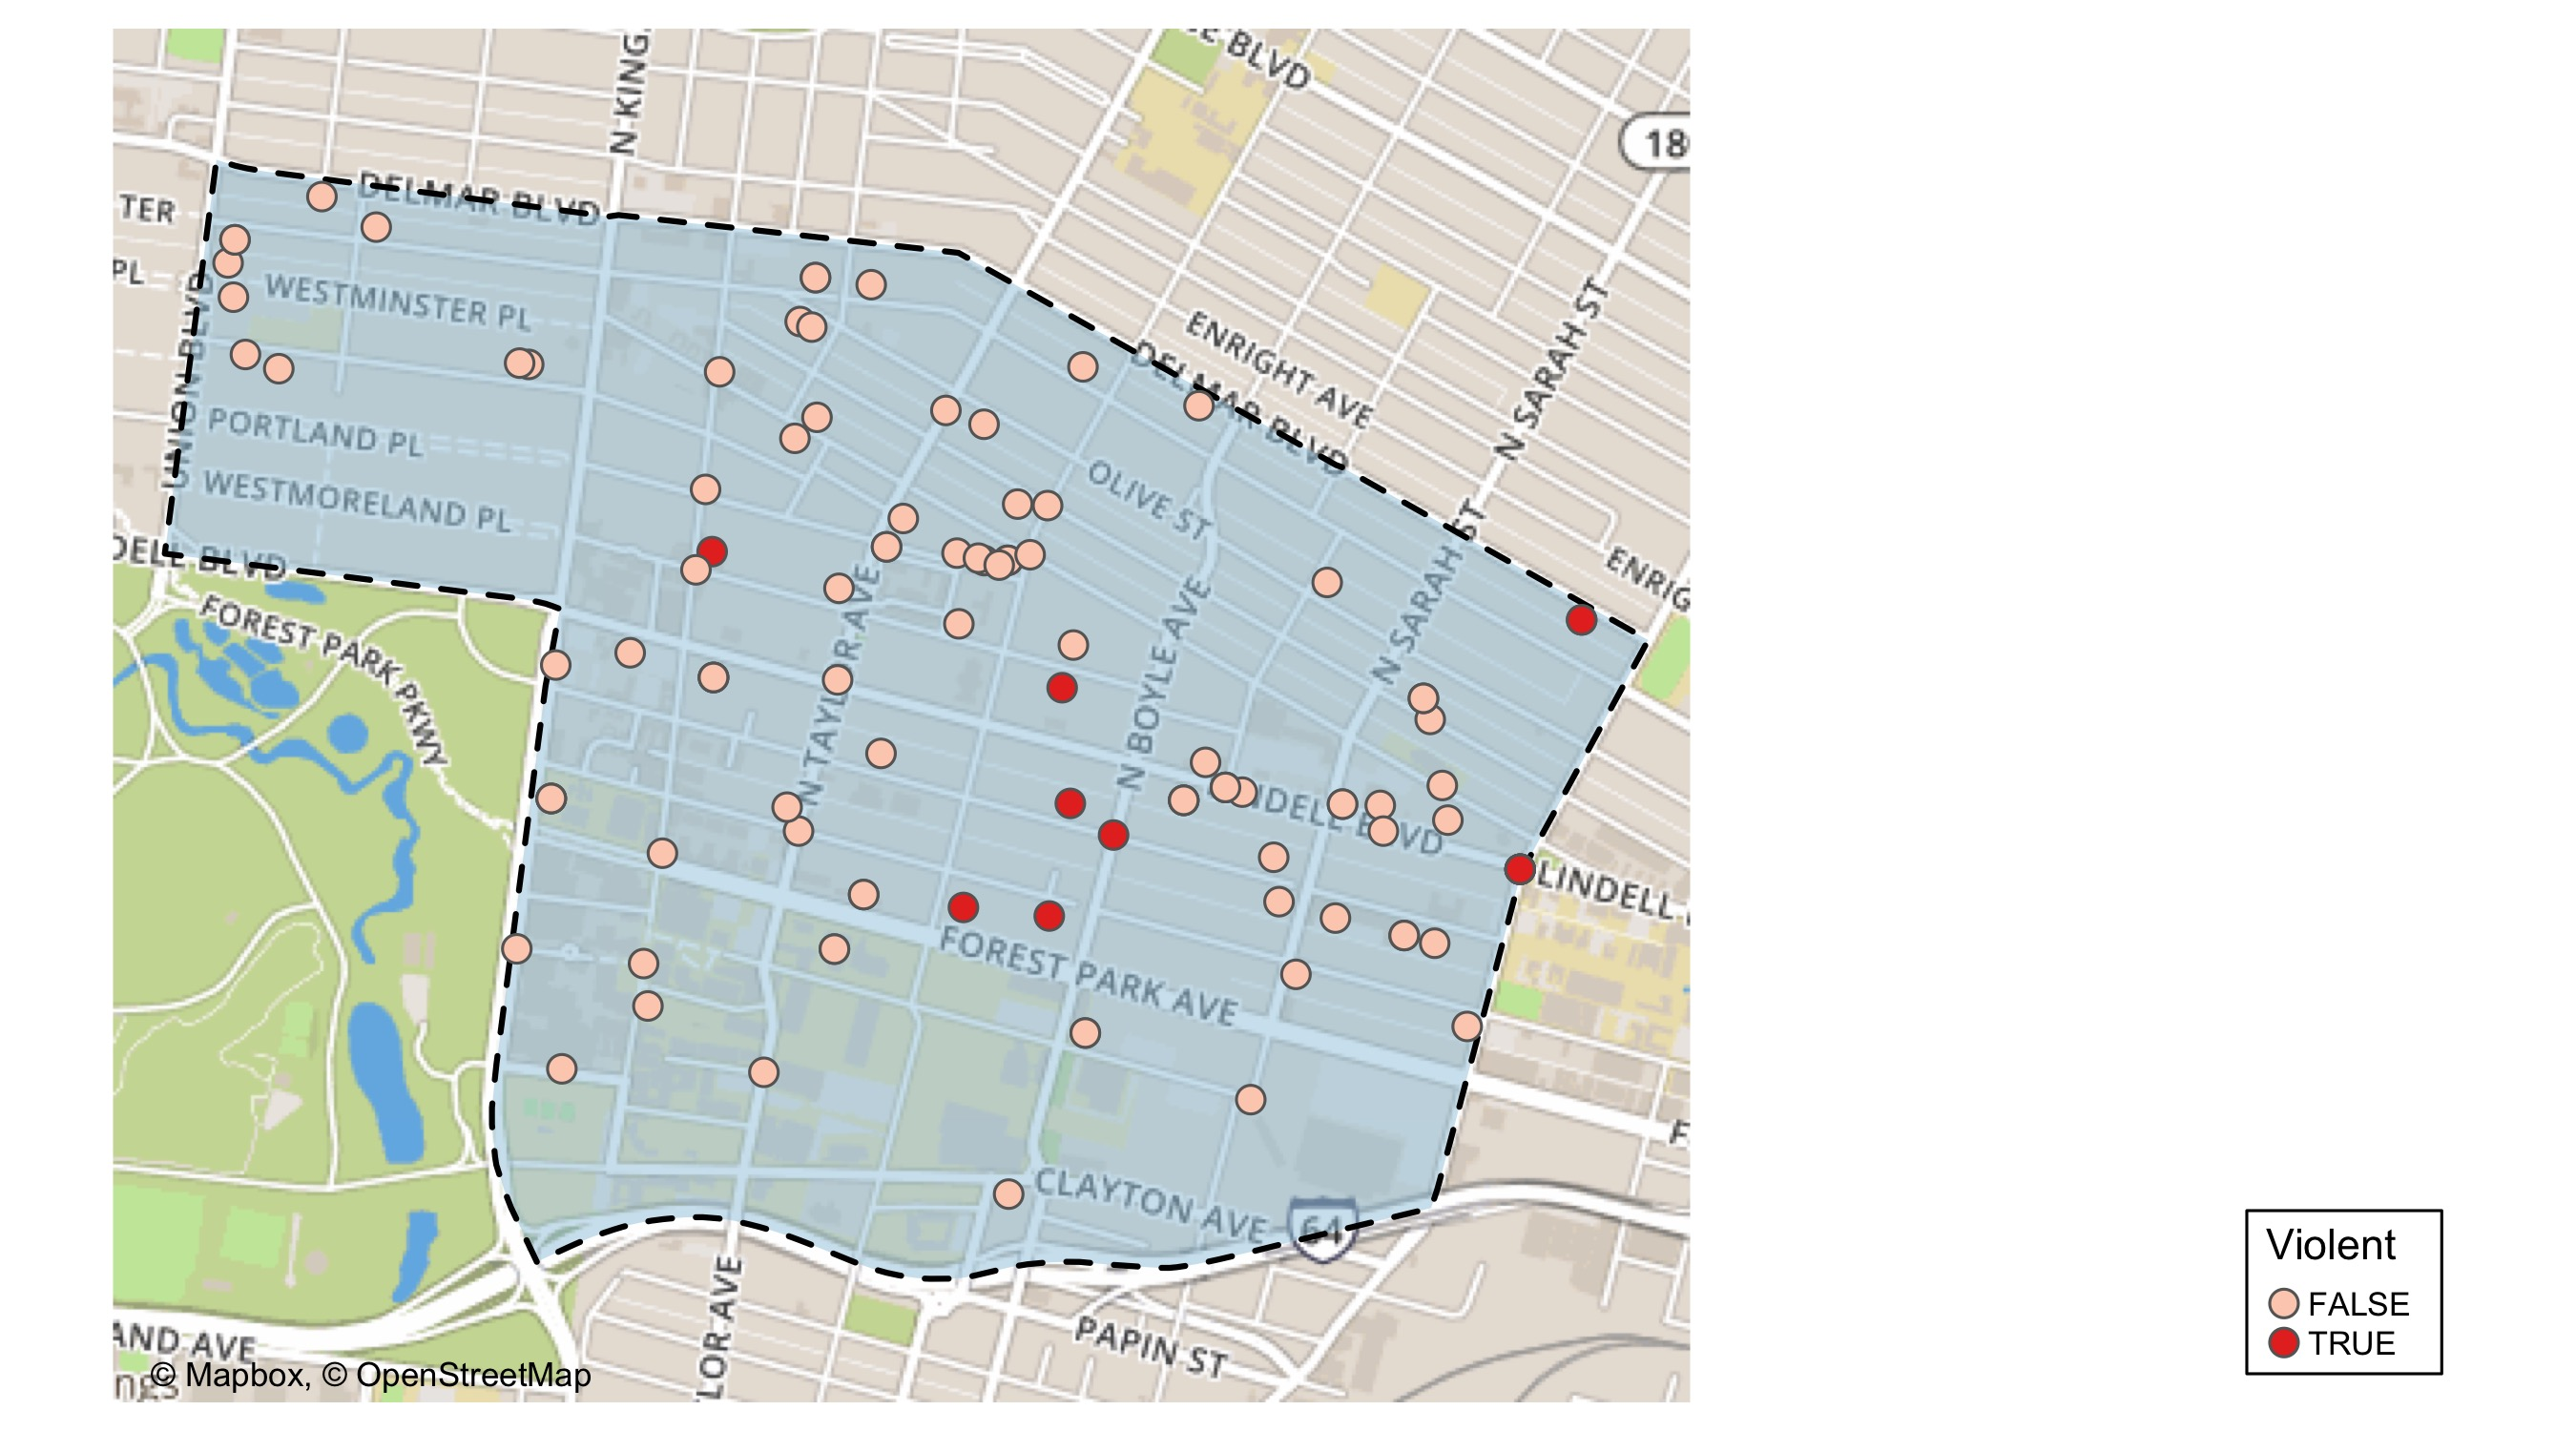 BLVD
N KING
18
TER
DELMAR BLVD
PL
WESTMINSTER PL
UNION BLVD
ENRIGHT AVE
DELMAR BLVD
N SARAH ST
PORTLAND PL
WESTMORELAND PL
OLIVE ST
N SARAH ST
DELL BLVD
ENRIG
FOREST PARK PKWY
N TAYLOR AVE
N BOYLE AVE
NDELL BLVD
LINDELL
FOREST PARK AVE
F
CLAYTON AVE
64
LOR AVE
PAPIN ST
AND AVE
© Mapbox, © OpenStreetMap
Violent
FALSE
TRUE